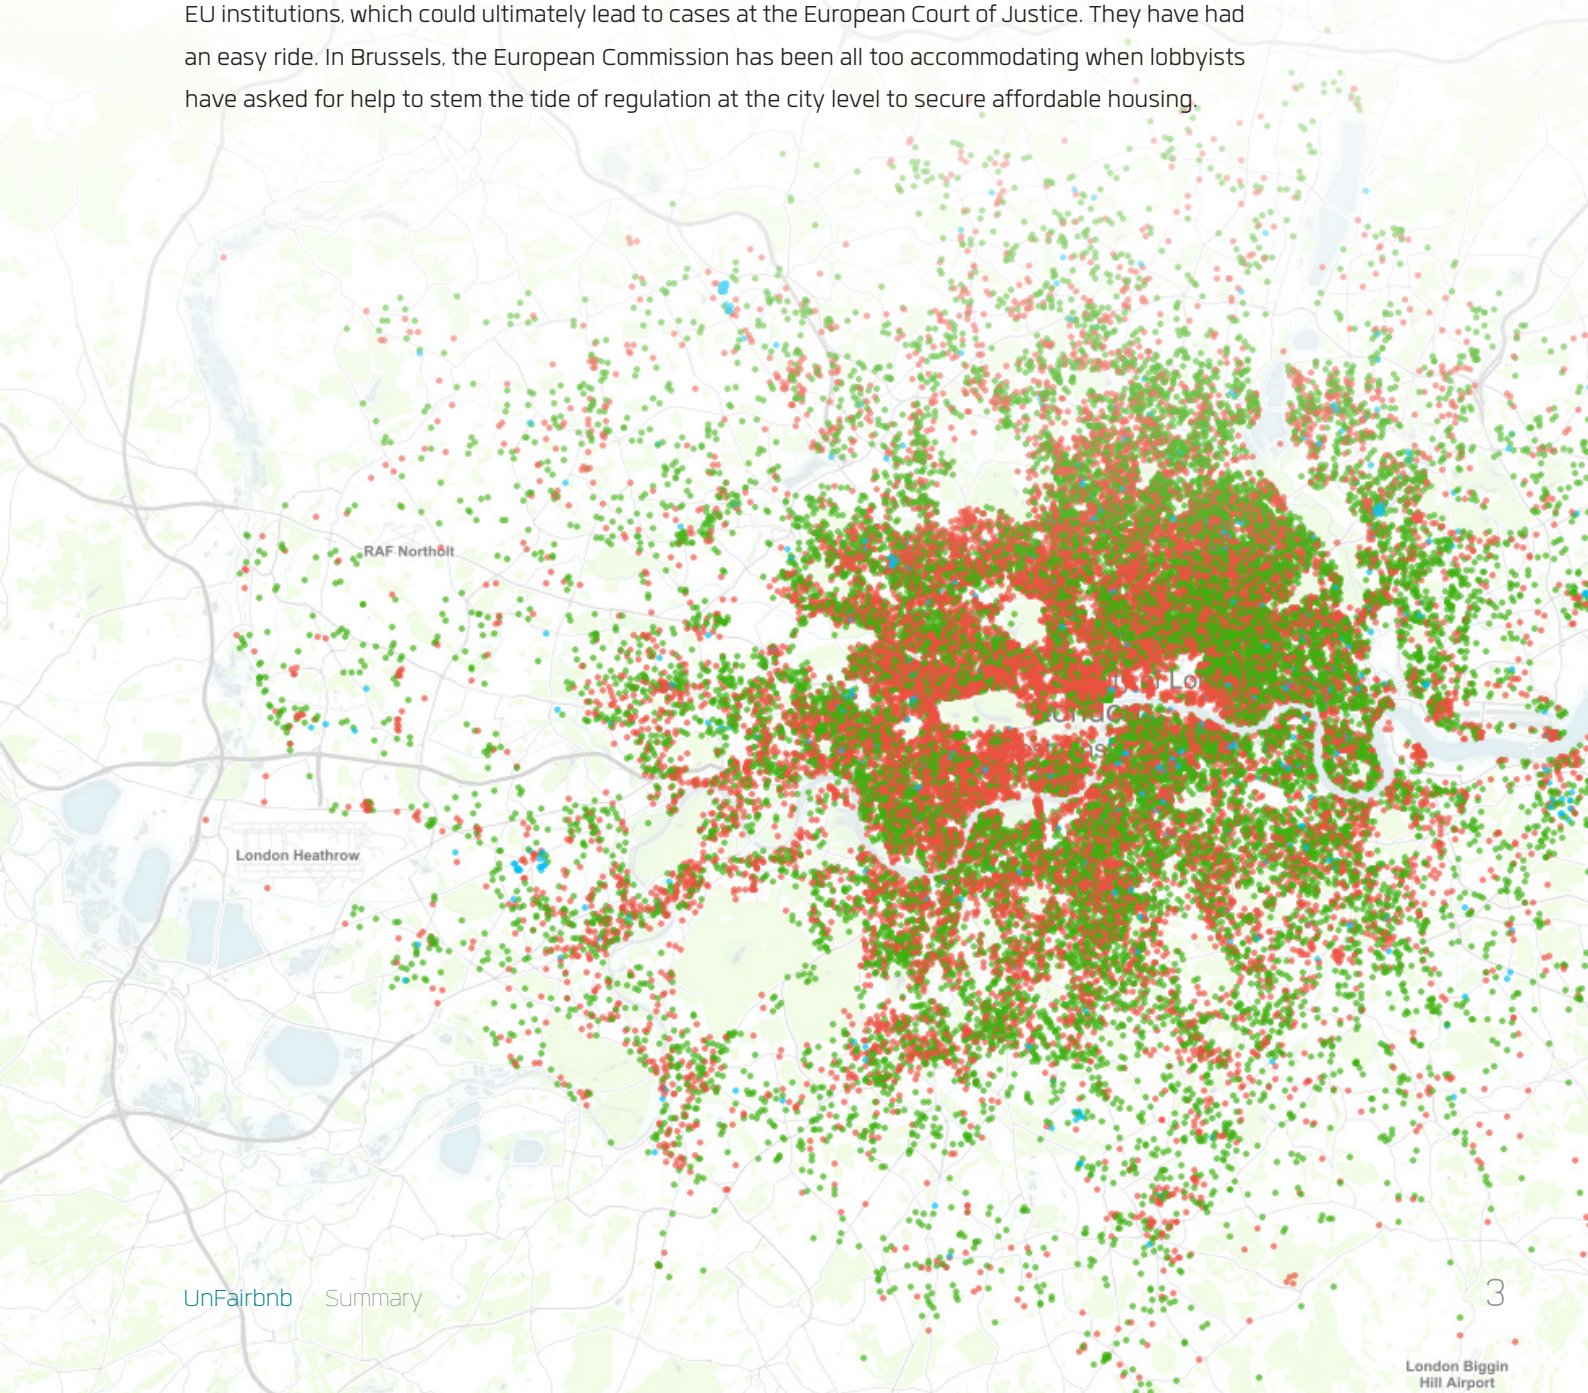 EU institutions, which could ultimately lead to cases at the European Court of Justice. They have had
an easy ride. In Brussels, the European Commission has been all too accommodating when lobbyists
have asked for help to stem the tide of regulation at the city level to secure affordable housing.
RAF Northolt
London Heathrow
UnFairbnb Summary
3
London Biggin
Hill Airport